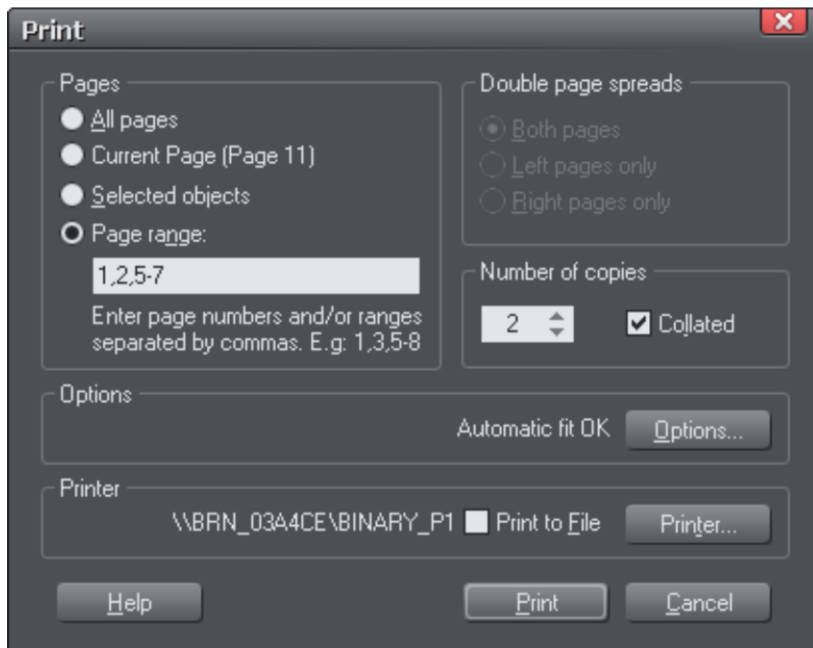 Print
Pages
All pages
Current Page (Page 11)
Selected objects
Page range:
1,2,5-7
Enter page numbers and/or ranges
separated by commas. E.g: 1,3,5-8
Double page spreads
Both pages
Left pages only
Right pages only
Number of copies
2 Collated
Options
Automatic fit OK Options...
Printer
\\BRN_03A4CE\BINARY_P1 Print to File Printer...
Help Print Cancel